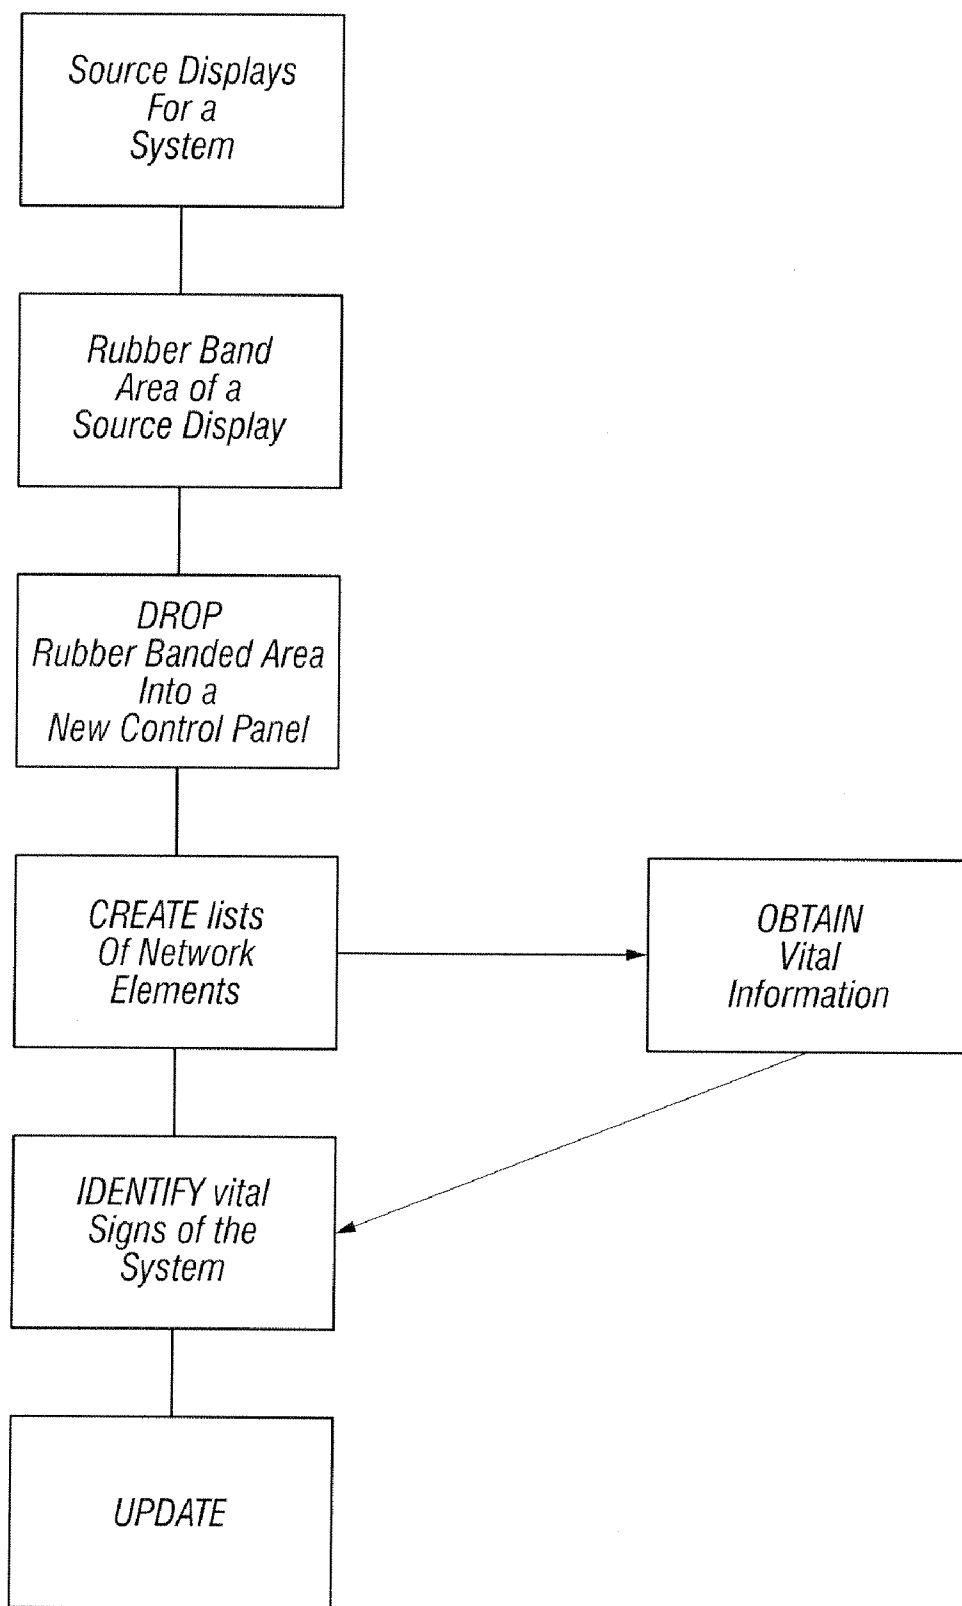 Source Displays
For a
System
Rubber Band
Area of a
Source Display
DROP
Rubber Banded Area
Into a
New Control Panel
CREATE lists
Of Network
Elements
OBTAIN
Vital
Information
IDENTIFY vital
Signs of the
System
UPDATE